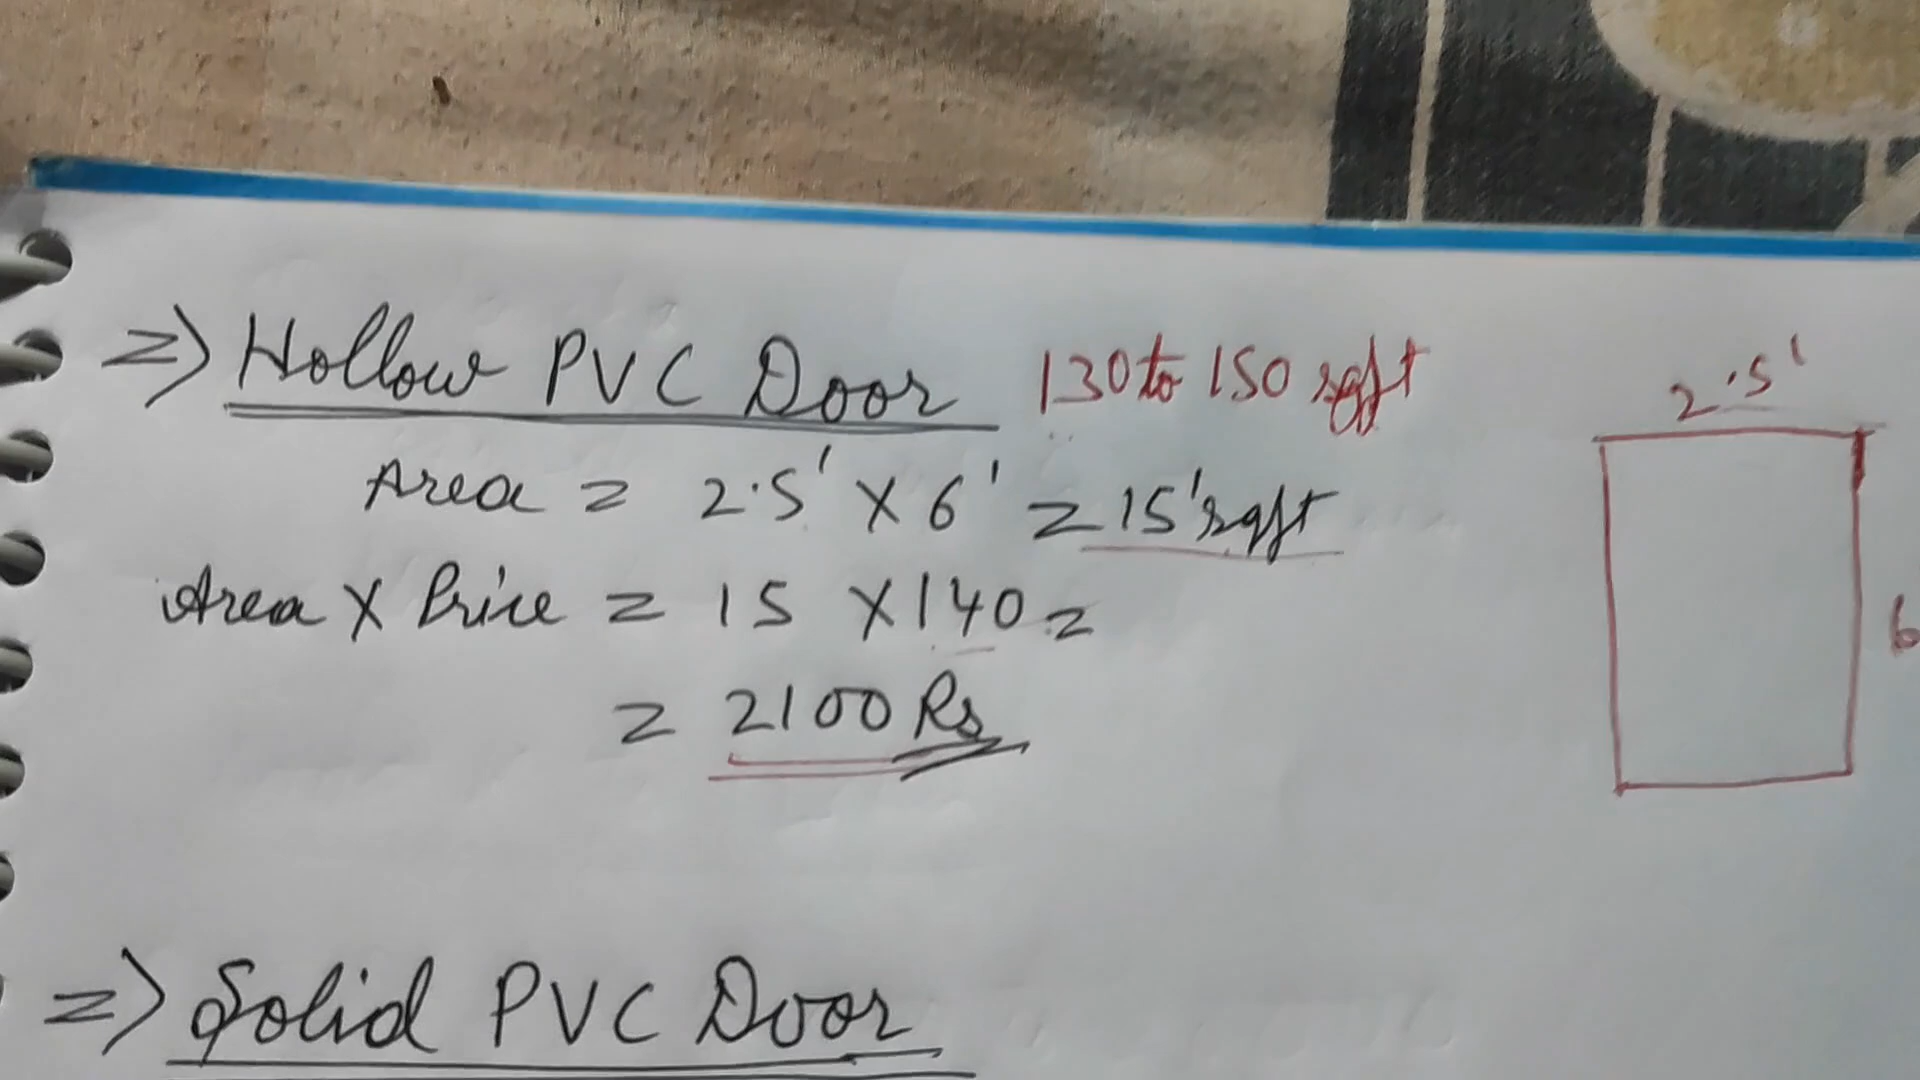 => Hollow PVC Door 130 to 150 sqft
2.5'
Area = 2.5' X 6' = 15' sqft
Area X Price = 15 X 140 =
6
= 2100 Rs
=> Solid PVC Door